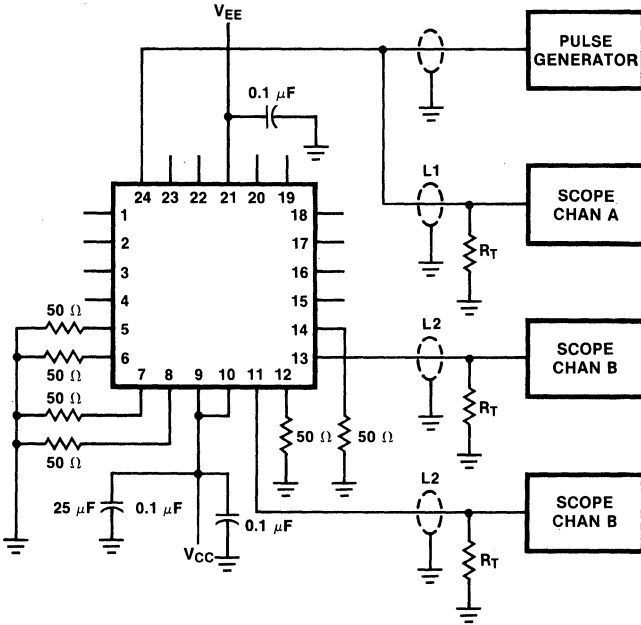 VEE
PULSE
GENERATOR
0.1 µF
24 23 22 21 20 19
L1
SCOPE
CHAN A
RT
1 18
2 17
3 16
4 15
50 Ω
5 14
L2
6 13
SCOPE
CHAN B
50 Ω
7 8 9 10 11 12
50 Ω
RT
50 Ω 50 Ω
50 Ω
L2
SCOPE
CHAN B
25 µF 0.1 µF
0.1 µF
VCC
RT